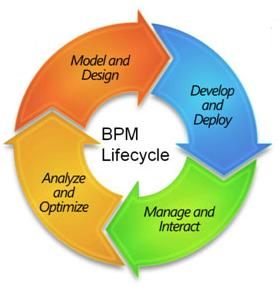 Model and
Design
Develop
and
Deploy
BPM
Lifecycle
Analyze
and
Optimize
Manage and
Interact